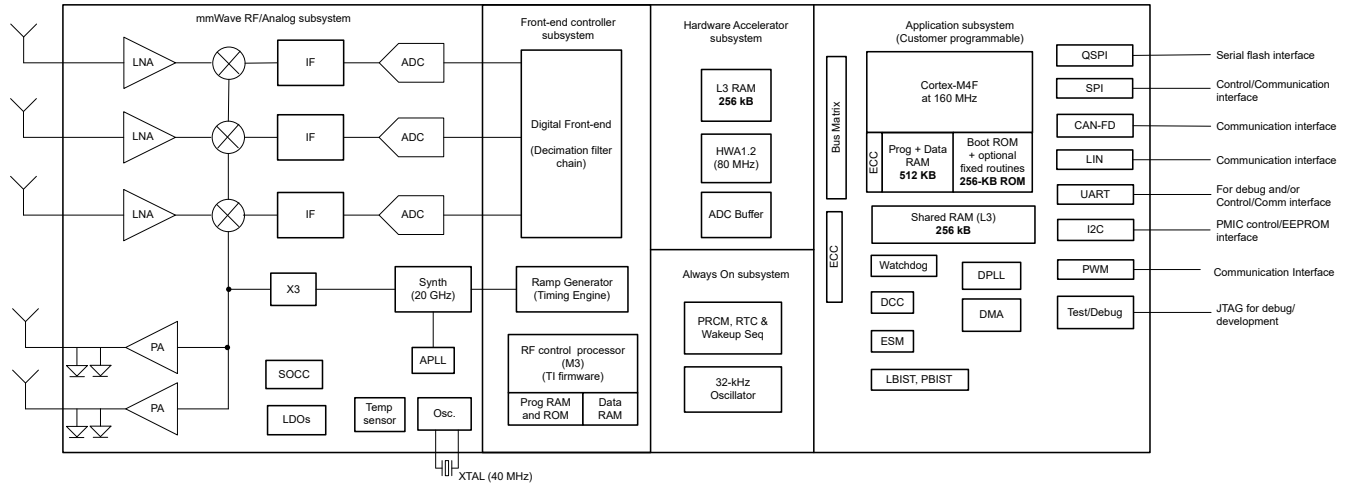 mmWave RF/Analog subsystem
LNA
IF
ADC
LNA
IF
ADC
LNA
IF
ADC
X3
Synth
(20 GHz)
APLL
PA
PA
SOCC
LDOs
Temp
sensor
Osc.
XTAL (40 MHz)
Front-end controller
subsystem
Digital Front-end
(Decimation filter
chain)
Ramp Generator
(Timing Engine)
RF control processor
(M3)
(TI firmware)
Prog RAM
and ROM
Data
RAM
Hardware Accelerator
subsystem
L3 RAM
256 kB
HWA1.2
(80 MHz)
ADC Buffer
Always On subsystem
PRCM, RTC &
Wakeup Seq
32-kHz
Oscillator
Application subsystem
(Customer programmable)
Bus Matrix
Cortex-M4F
at 160 MHz
ECC
Prog + Data
RAM
512 KB
Boot ROM
+ optional
fixed routines
256-KB ROM
ECC
Shared RAM (L3)
256 kB
Watchdog
DPLL
DCC
DMA
ESM
LBIST, PBIST
QSPI
Serial flash interface
SPI
Control/Communication
interface
CAN-FD
Communication interface
LIN
Communication interface
UART
For debug and/or
Control/Comm interface
I2C
PMIC control/EEPROM
interface
PWM
Communication Interface
Test/Debug
JTAG for debug/
development